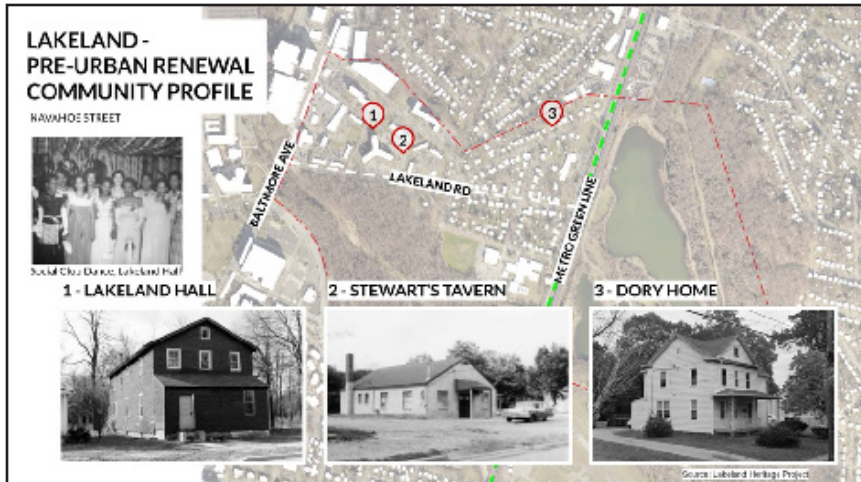 LAKELAND -
PRE-URBAN RENEWAL
COMMUNITY PROFILE
NAVAHOE STREET
Social Club Dance, Lakeland Hall
1
2
3
BALTIMORE AVE
LAKELAND RD
METRO GREEN LINE
1 - LAKELAND HALL
2 - STEWART'S TAVERN
3 - DORY HOME
Source: Lakeland Heritage Project